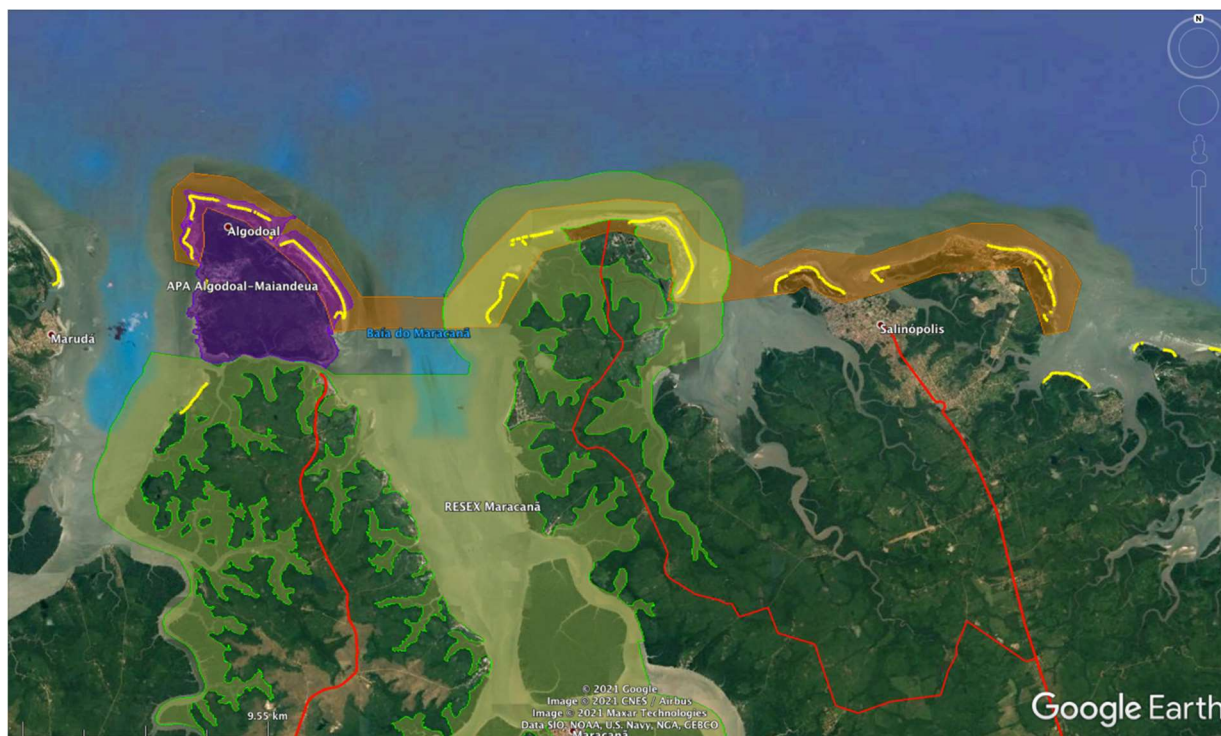 N
Algodoal
APA Algodoal-Maiandeua
Baía do Maracanã
Marudá
Salinópolis
RESEX Maracanã
9.55 km
© 2021 Google
Image © 2021 CNES / Airbus
Image © 2021 Maxar Technologies
Data SIO, NOAA, U.S. Navy, NGA, GEBCO
Maracanã
Google Earth